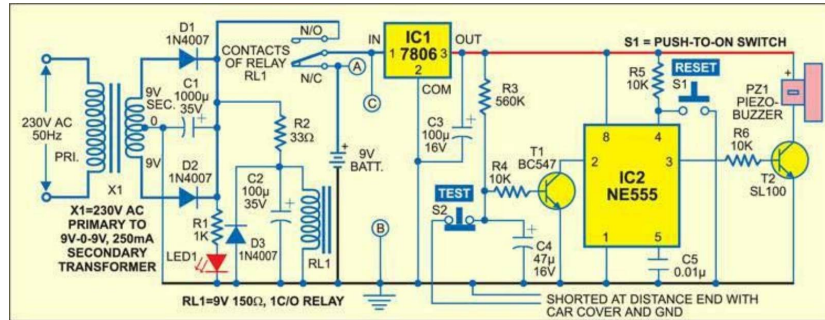 D1
1N4007
N/O
CONTACTS
OF RELAY
RL1
N/C
IN
IC1
7806
1
3
2
OUT
COM
S1 = PUSH-TO-ON SWITCH
A
C
B
230V AC
50Hz
PRI.
X1
9V
SEC.
0
9V
C1
1000µ
35V
+
D2
1N4007
R2
33Ω
C2
100µ
35V
+
R1
1K
LED1
D3
1N4007
RL1
+
9V
BATT.
C3
100µ
16V
+
R3
560K
R4
10K
T1
BC547
TEST
S2
C4
47µ
16V
+
R5
10K
RESET
S1
8
4
2
3
1
5
IC2
NE555
C5
0.01µ
R6
10K
PZ1
PIEZO-
BUZZER
+
T2
SL100
X1=230V AC
PRIMARY TO
9V-0-9V, 250mA
SECONDARY
TRANSFORMER
RL1=9V 150Ω, 1C/O RELAY
SHORTED AT DISTANCE END WITH
CAR COVER AND GND